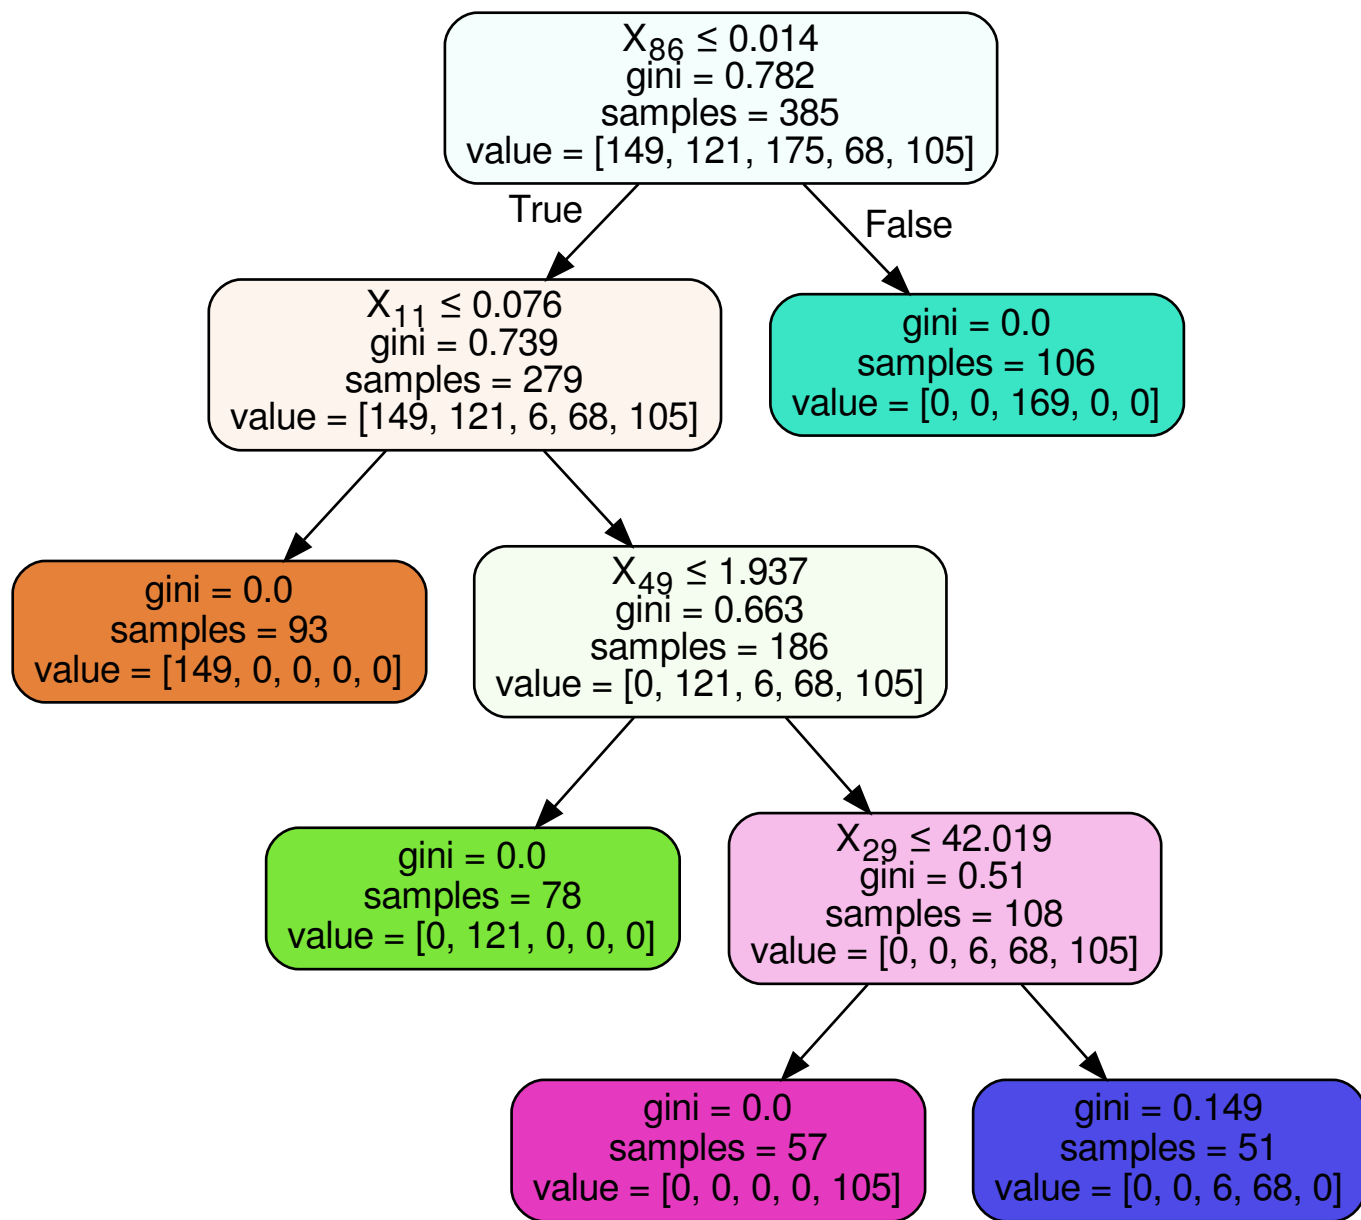 X86 ≤ 0.014
gini = 0.782
samples = 385
value = [149, 121, 175, 68, 105]
True
False
X11 ≤ 0.076
gini = 0.739
samples = 279
value = [149, 121, 6, 68, 105]
gini = 0.0
samples = 106
value = [0, 0, 169, 0, 0]
gini = 0.0
samples = 93
value = [149, 0, 0, 0, 0]
X49 ≤ 1.937
gini = 0.663
samples = 186
value = [0, 121, 6, 68, 105]
gini = 0.0
samples = 78
value = [0, 121, 0, 0, 0]
X29 ≤ 42.019
gini = 0.51
samples = 108
value = [0, 0, 6, 68, 105]
gini = 0.0
samples = 57
value = [0, 0, 0, 0, 105]
gini = 0.149
samples = 51
value = [0, 0, 6, 68, 0]